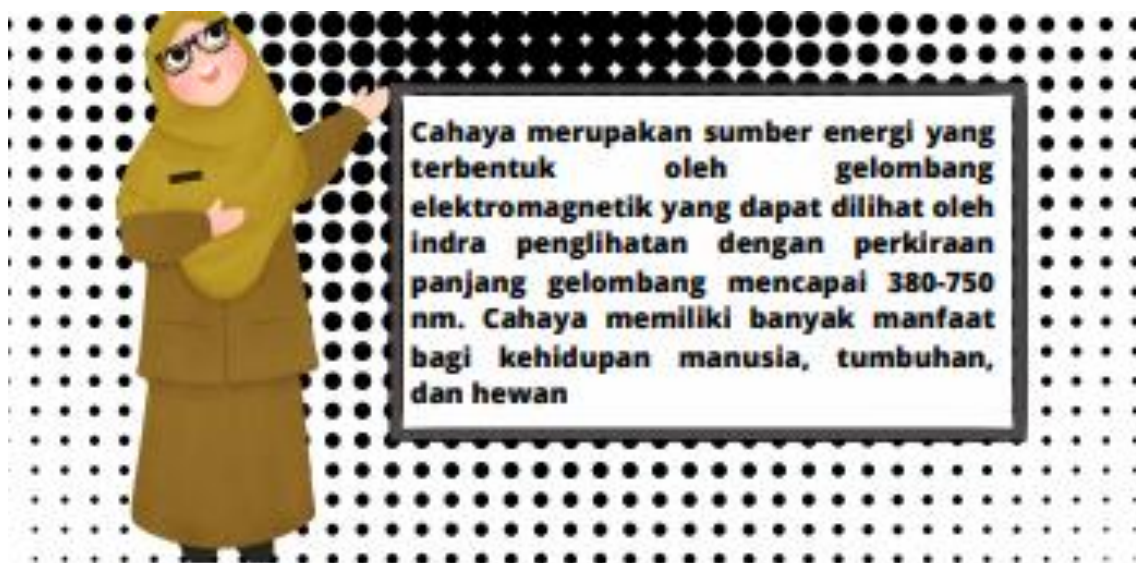 Cahaya merupakan sumber energi yang
terbentuk oleh gelombang
elektromagnetik yang dapat dilihat oleh
indra penglihatan dengan perkiraan
panjang gelombang mencapai 380-750
nm. Cahaya memiliki banyak manfaat
bagi kehidupan manusia, tumbuhan,
dan hewan